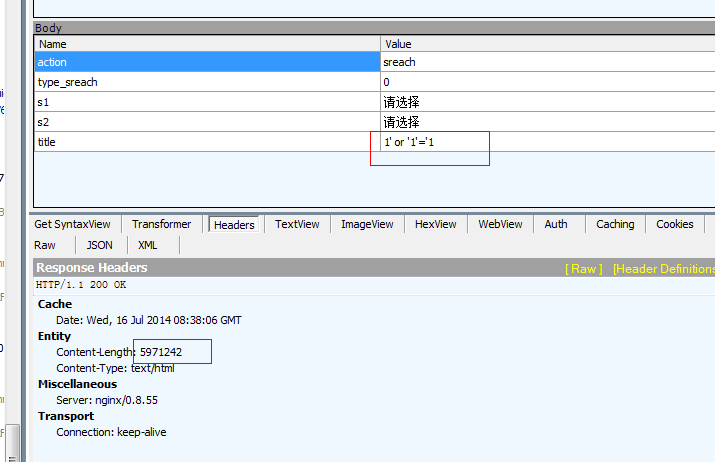 Body
Name Value
action sreach
type_sreach 0
s1 请选择
s2 请选择
title 1' or '1'='1
Get SyntaxView Transformer Headers TextView ImageView HexView WebView Auth Caching Cookies
Raw JSON XML
Response Headers [ Raw ] [Header Definitions
HTTP/1.1 200 OK
Cache
Date: Wed, 16 Jul 2014 08:38:06 GMT
Entity
Content-Length: 5971242
Content-Type: text/html
Miscellaneous
Server: nginx/0.8.55
Transport
Connection: keep-alive